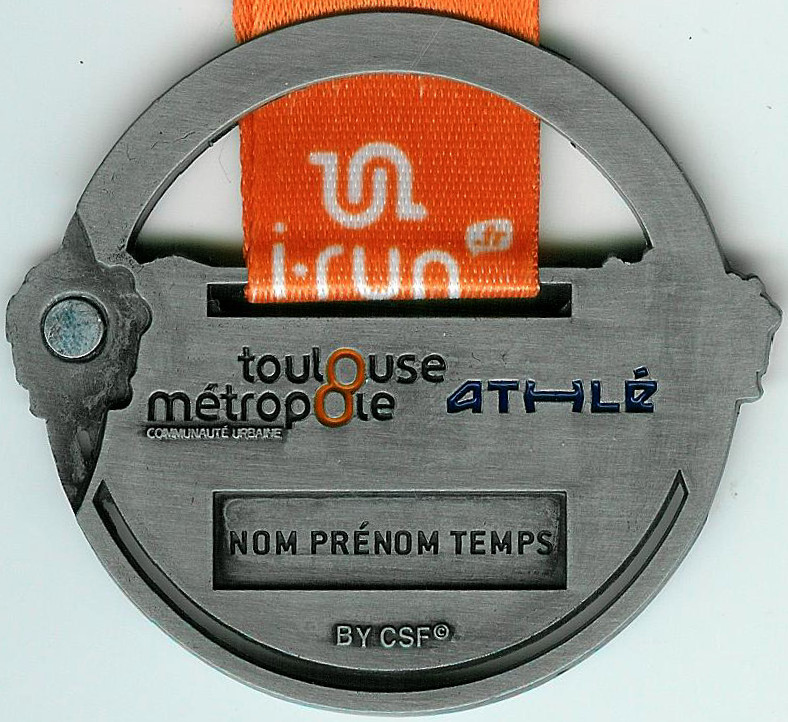 i-run
.fr
toulouse
métropole
COMMUNAUTÉ URBAINE
ATHLÉ
NOM PRÉNOM TEMPS
BY CSF©